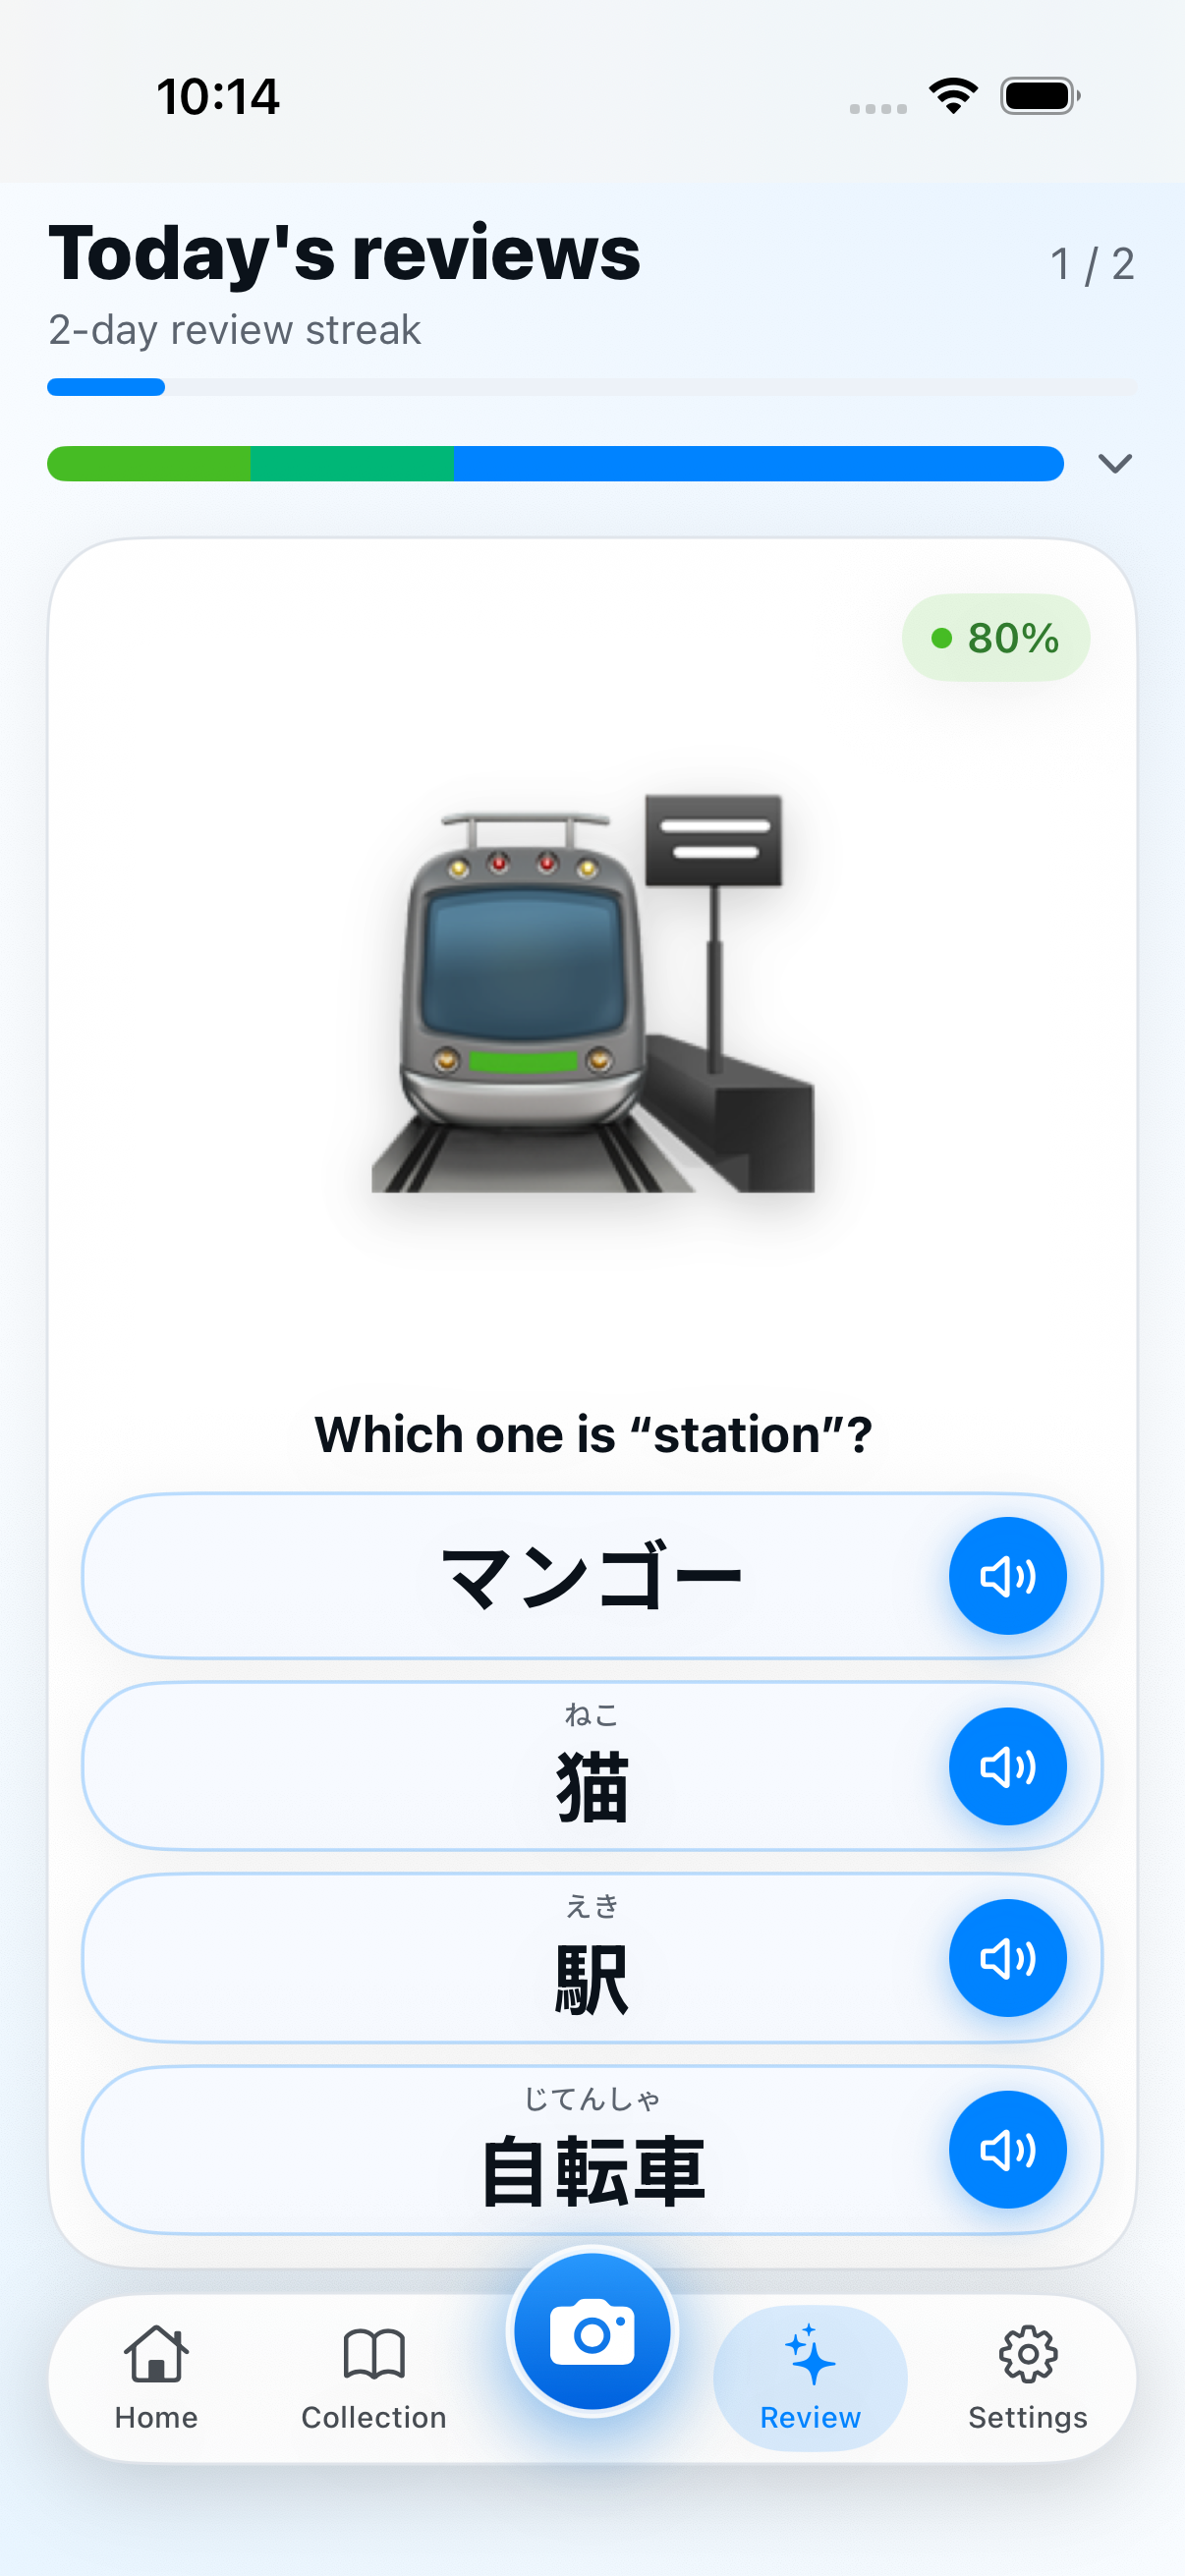 10:14
Today's reviews
1 / 2
2-day review streak
80%
Which one is “station”?
マンゴー
ねこ
猫
えき
駅
じてんしゃ
自転車
Home
Collection
Review
Settings